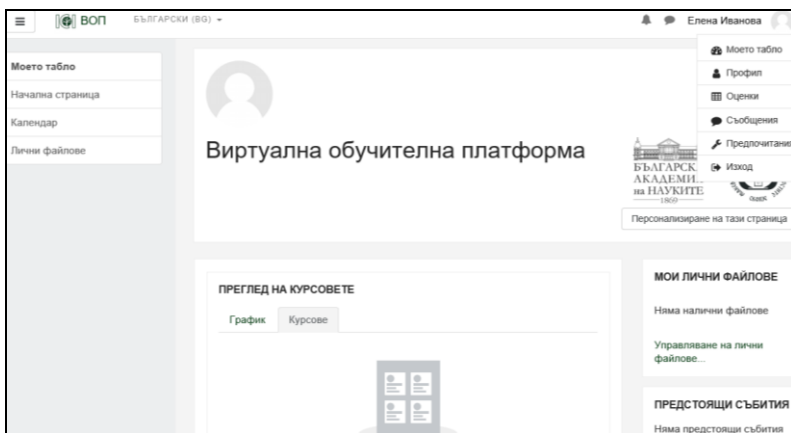 ВОП
БЪЛГАРСКИ (BG)
Елена Иванова
Моето табло
Профил
Оценки
Съобщения
Предпочитания
Изход
Моето табло
Начална страница
Календар
Лични файлове
Виртуална обучителна платформа
БЪЛГАРСК
АКАДЕМИ
на НАУКИТЕ
1869
Персонализиране на тази страница
ПРЕГЛЕД НА КУРСОВЕТЕ
График
Курсове
МОИ ЛИЧНИ ФАЙЛОВЕ
Няма налични файлове
Управляване на лични
файлове...
ПРЕДСТОЯЩИ СЪБИТИЯ
Няма предстоящи събития